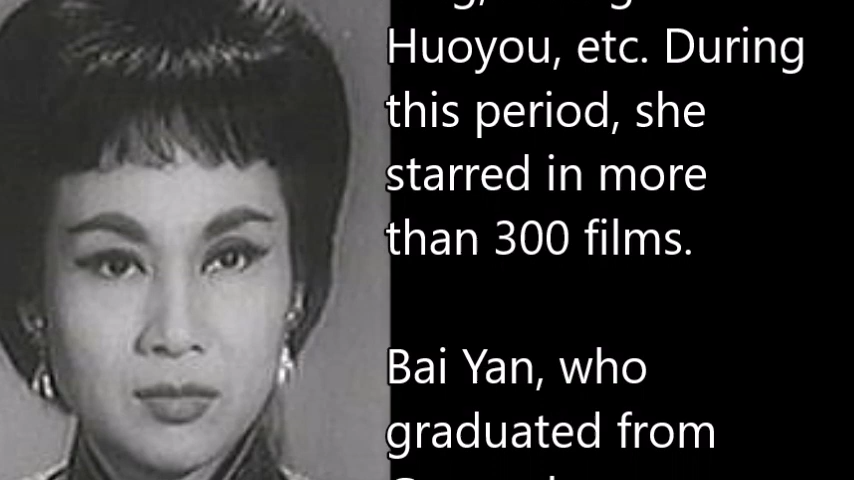 Huoyou, etc. During
this period, she
starred in more
than 300 films.
Bai Yan, who
graduated from